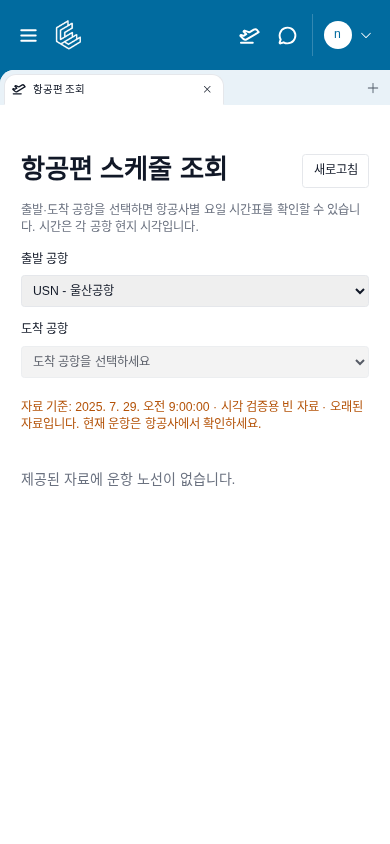 n
항공편 조회
항공편 스케줄 조회
새로고침
출발·도착 공항을 선택하면 항공사별 요일 시간표를 확인할 수 있습니
다. 시간은 각 공항 현지 시각입니다.
출발 공항
USN - 울산공항
도착 공항
도착 공항을 선택하세요
자료 기준: 2025. 7. 29. 오전 9:00:00 · 시각 검증용 빈 자료 · 오래된
자료입니다. 현재 운항은 항공사에서 확인하세요.
제공된 자료에 운항 노선이 없습니다.